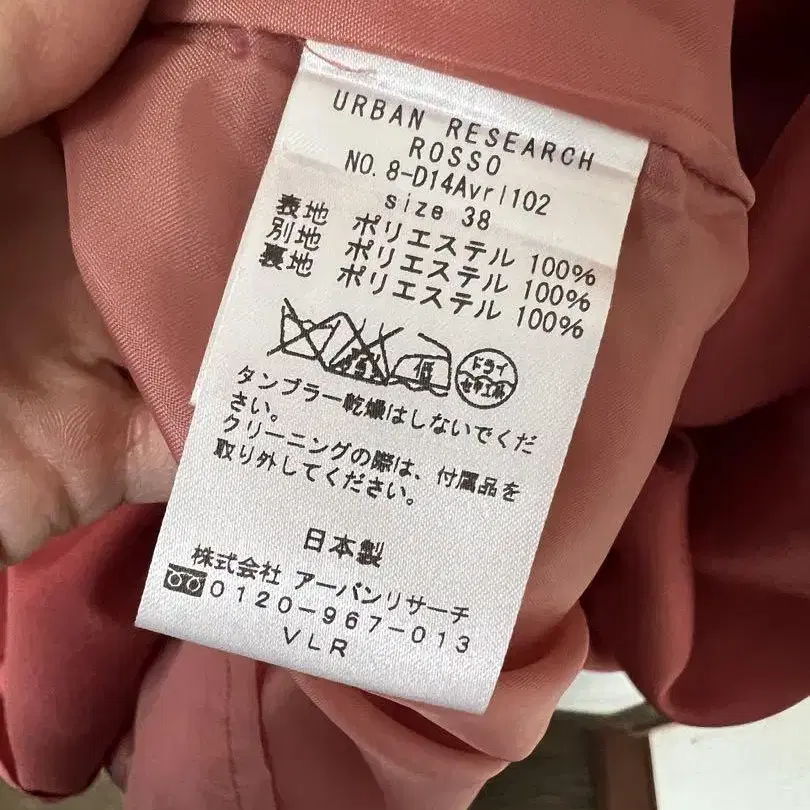 URBAN RESEARCH
ROSSO
NO. 8-D14Avr1102
size 38
表地 ポリエステル 100%
別地 ポリエステル 100%
裏地 ポリエステル 100%
低
ドライ
タンブラー乾燥はしないでくだ
さい。
クリーニングの際は、付属品を
取り外してください。
日本製
株式会社 アーバンリサーチ
0120-967-013
VLR